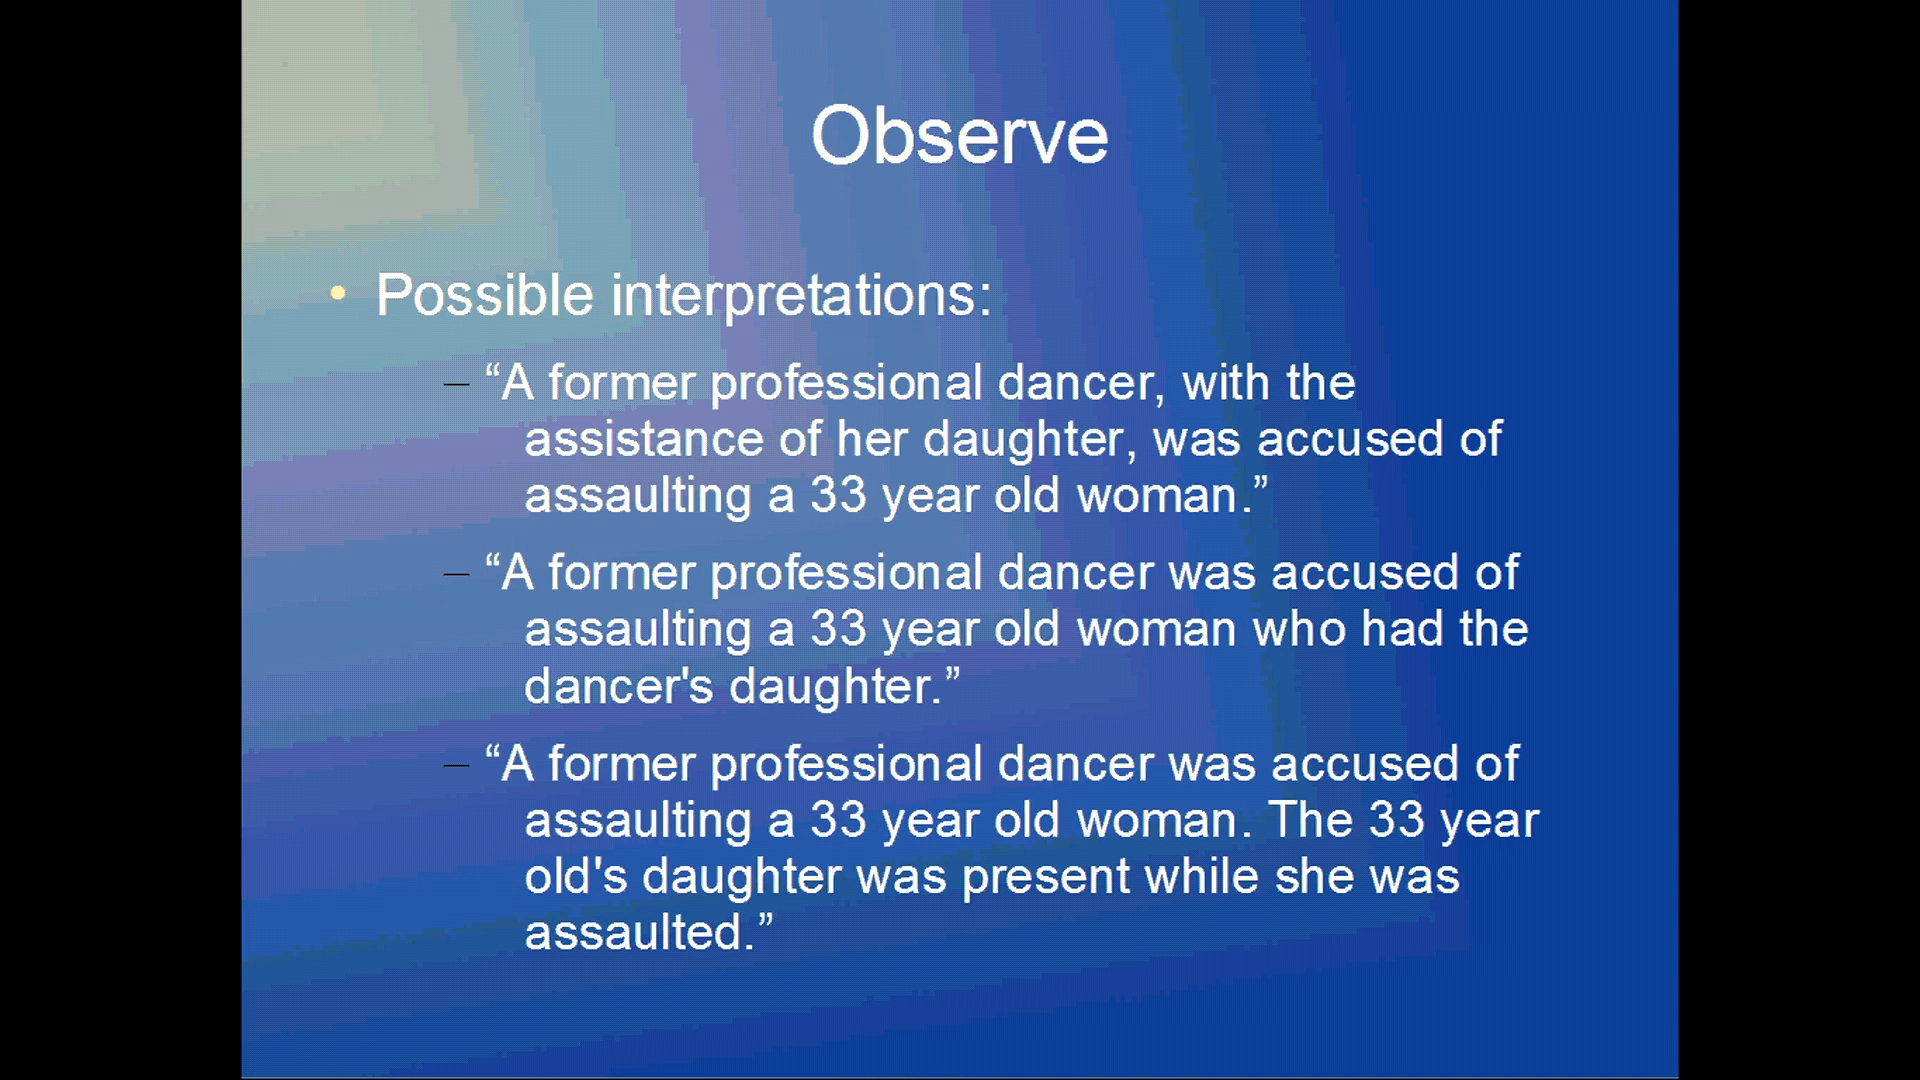 Observe
• Possible interpretations:
– “A former professional dancer, with the
assistance of her daughter, was accused of
assaulting a 33 year old woman.”
– “A former professional dancer was accused of
assaulting a 33 year old woman who had the
dancer's daughter.”
– “A former professional dancer was accused of
assaulting a 33 year old woman. The 33 year
old's daughter was present while she was
assaulted.”